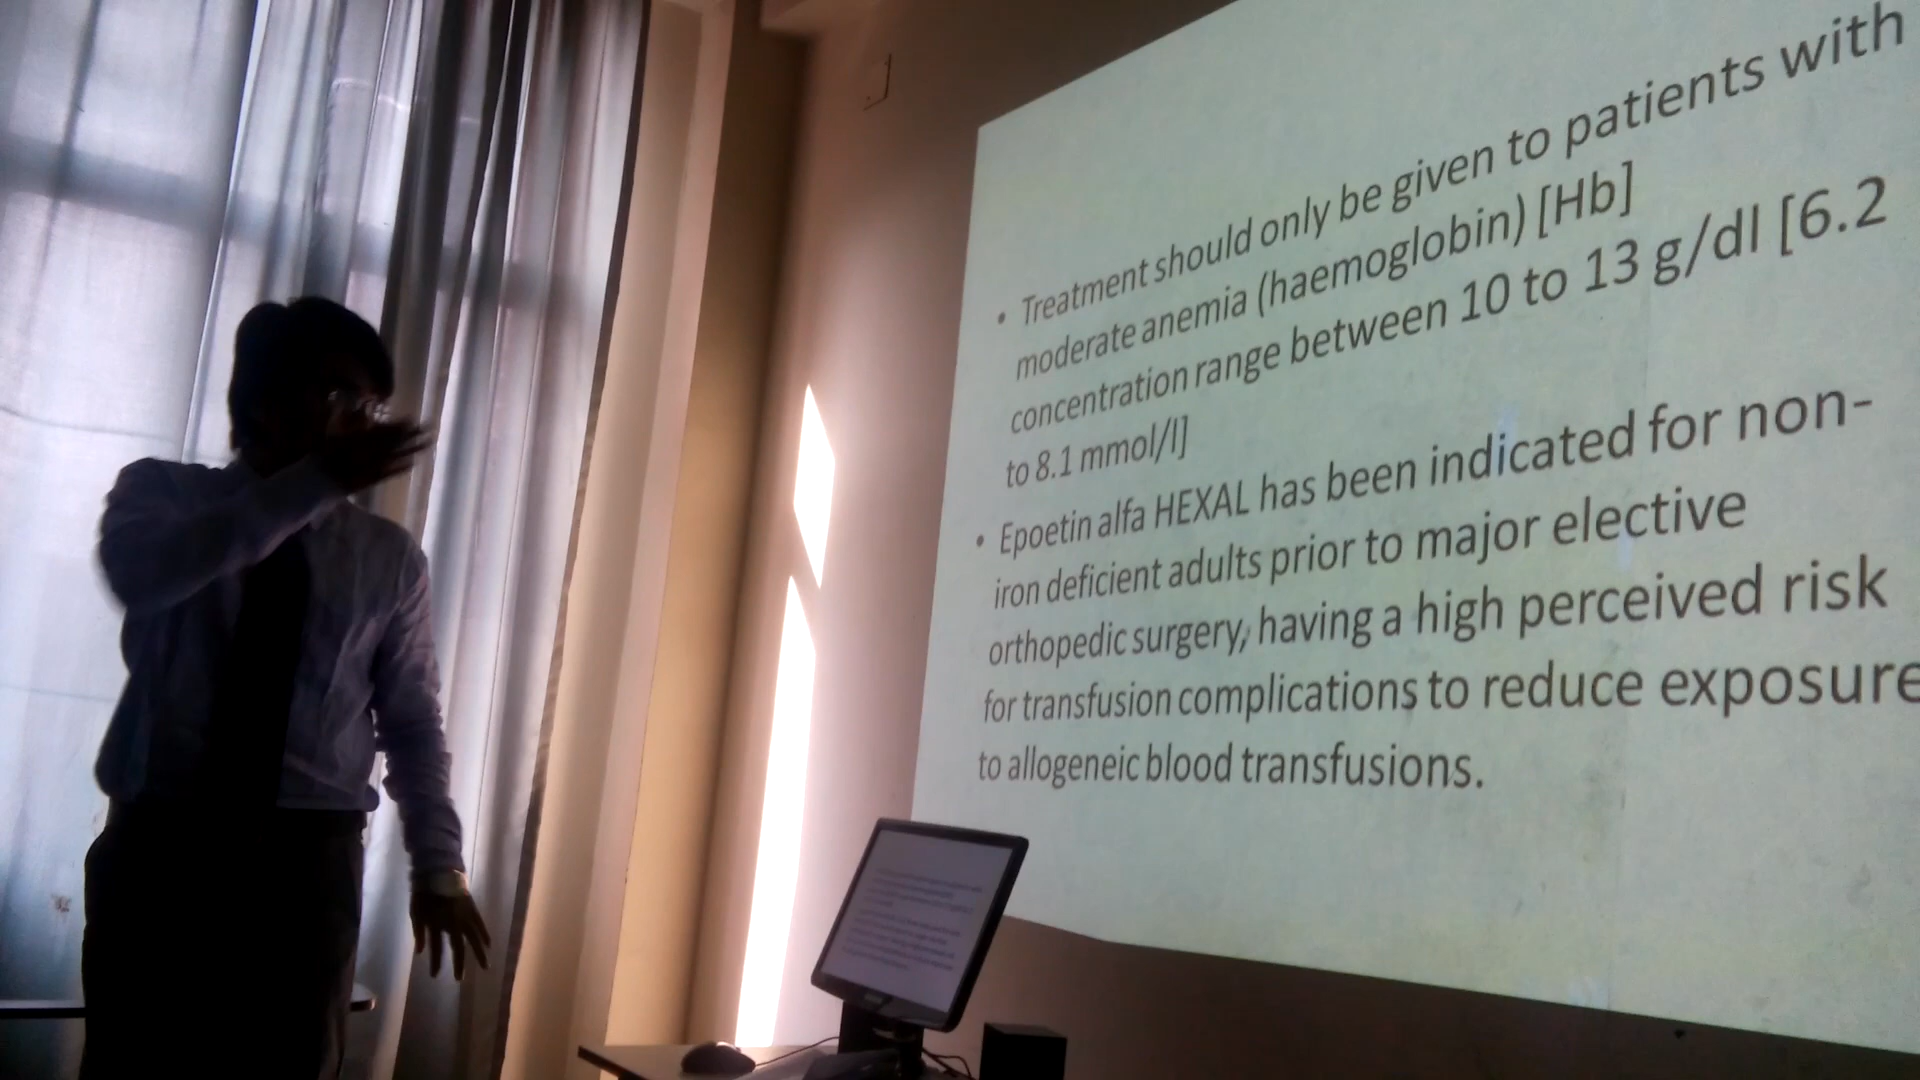 • Treatment should only be given to patients with
moderate anemia (haemoglobin) [Hb]
concentration range between 10 to 13 g/dl [6.2
to 8.1 mmol/l]
• Epoetin alfa HEXAL has been indicated for non-
iron deficient adults prior to major elective
orthopedic surgery, having a high perceived risk
for transfusion complications to reduce exposure
to allogeneic blood transfusions.